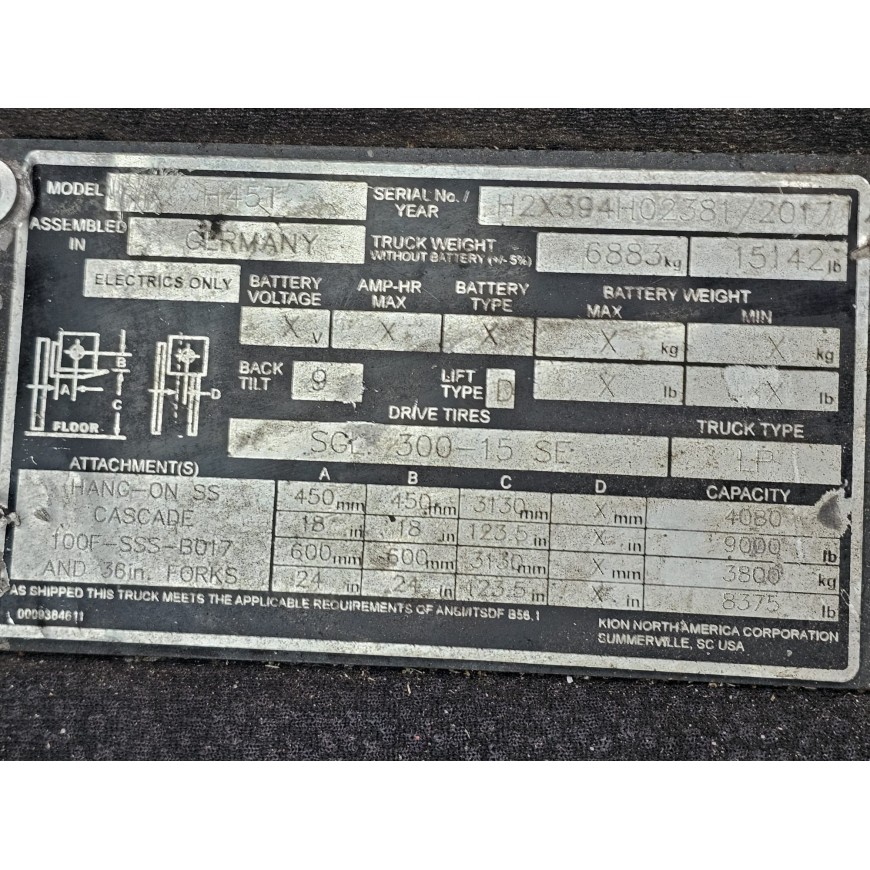 MODEL H45T SERIAL No. / YEAR H2X394H02381 /2017
ASSEMBLED IN GERMANY TRUCK WEIGHT WITHOUT BATTERY (+/- 5%) 6883 kg 15142 lb
ELECTRICS ONLY BATTERY VOLTAGE AMP-HR MAX BATTERY TYPE BATTERY WEIGHT
MAX MIN
X V X X X kg X kg
BACK TILT 9 LIFT TYPE D X lb X lb
A B C D FLOOR
DRIVE TIRES TRUCK TYPE
SGL. 300-15 SE LP
ATTACHMENT(S) A B C D CAPACITY
HANG-ON SS 450 mm 450 mm 3130 mm X mm 4080
CASCADE 18 in 18 in 123.5 in X in 9000 lb
100F-SSS-B017 600 mm 600 mm 3130 mm X mm 3800 kg
AND 36in. FORKS 24 in 24 in 123.5 in X in 8375 lb
AS SHIPPED THIS TRUCK MEETS THE APPLICABLE REQUIREMENTS OF ANSI/ITSDF B56.1
0009384611 KION NORTH AMERICA CORPORATION
SUMMERVILLE, SC USA